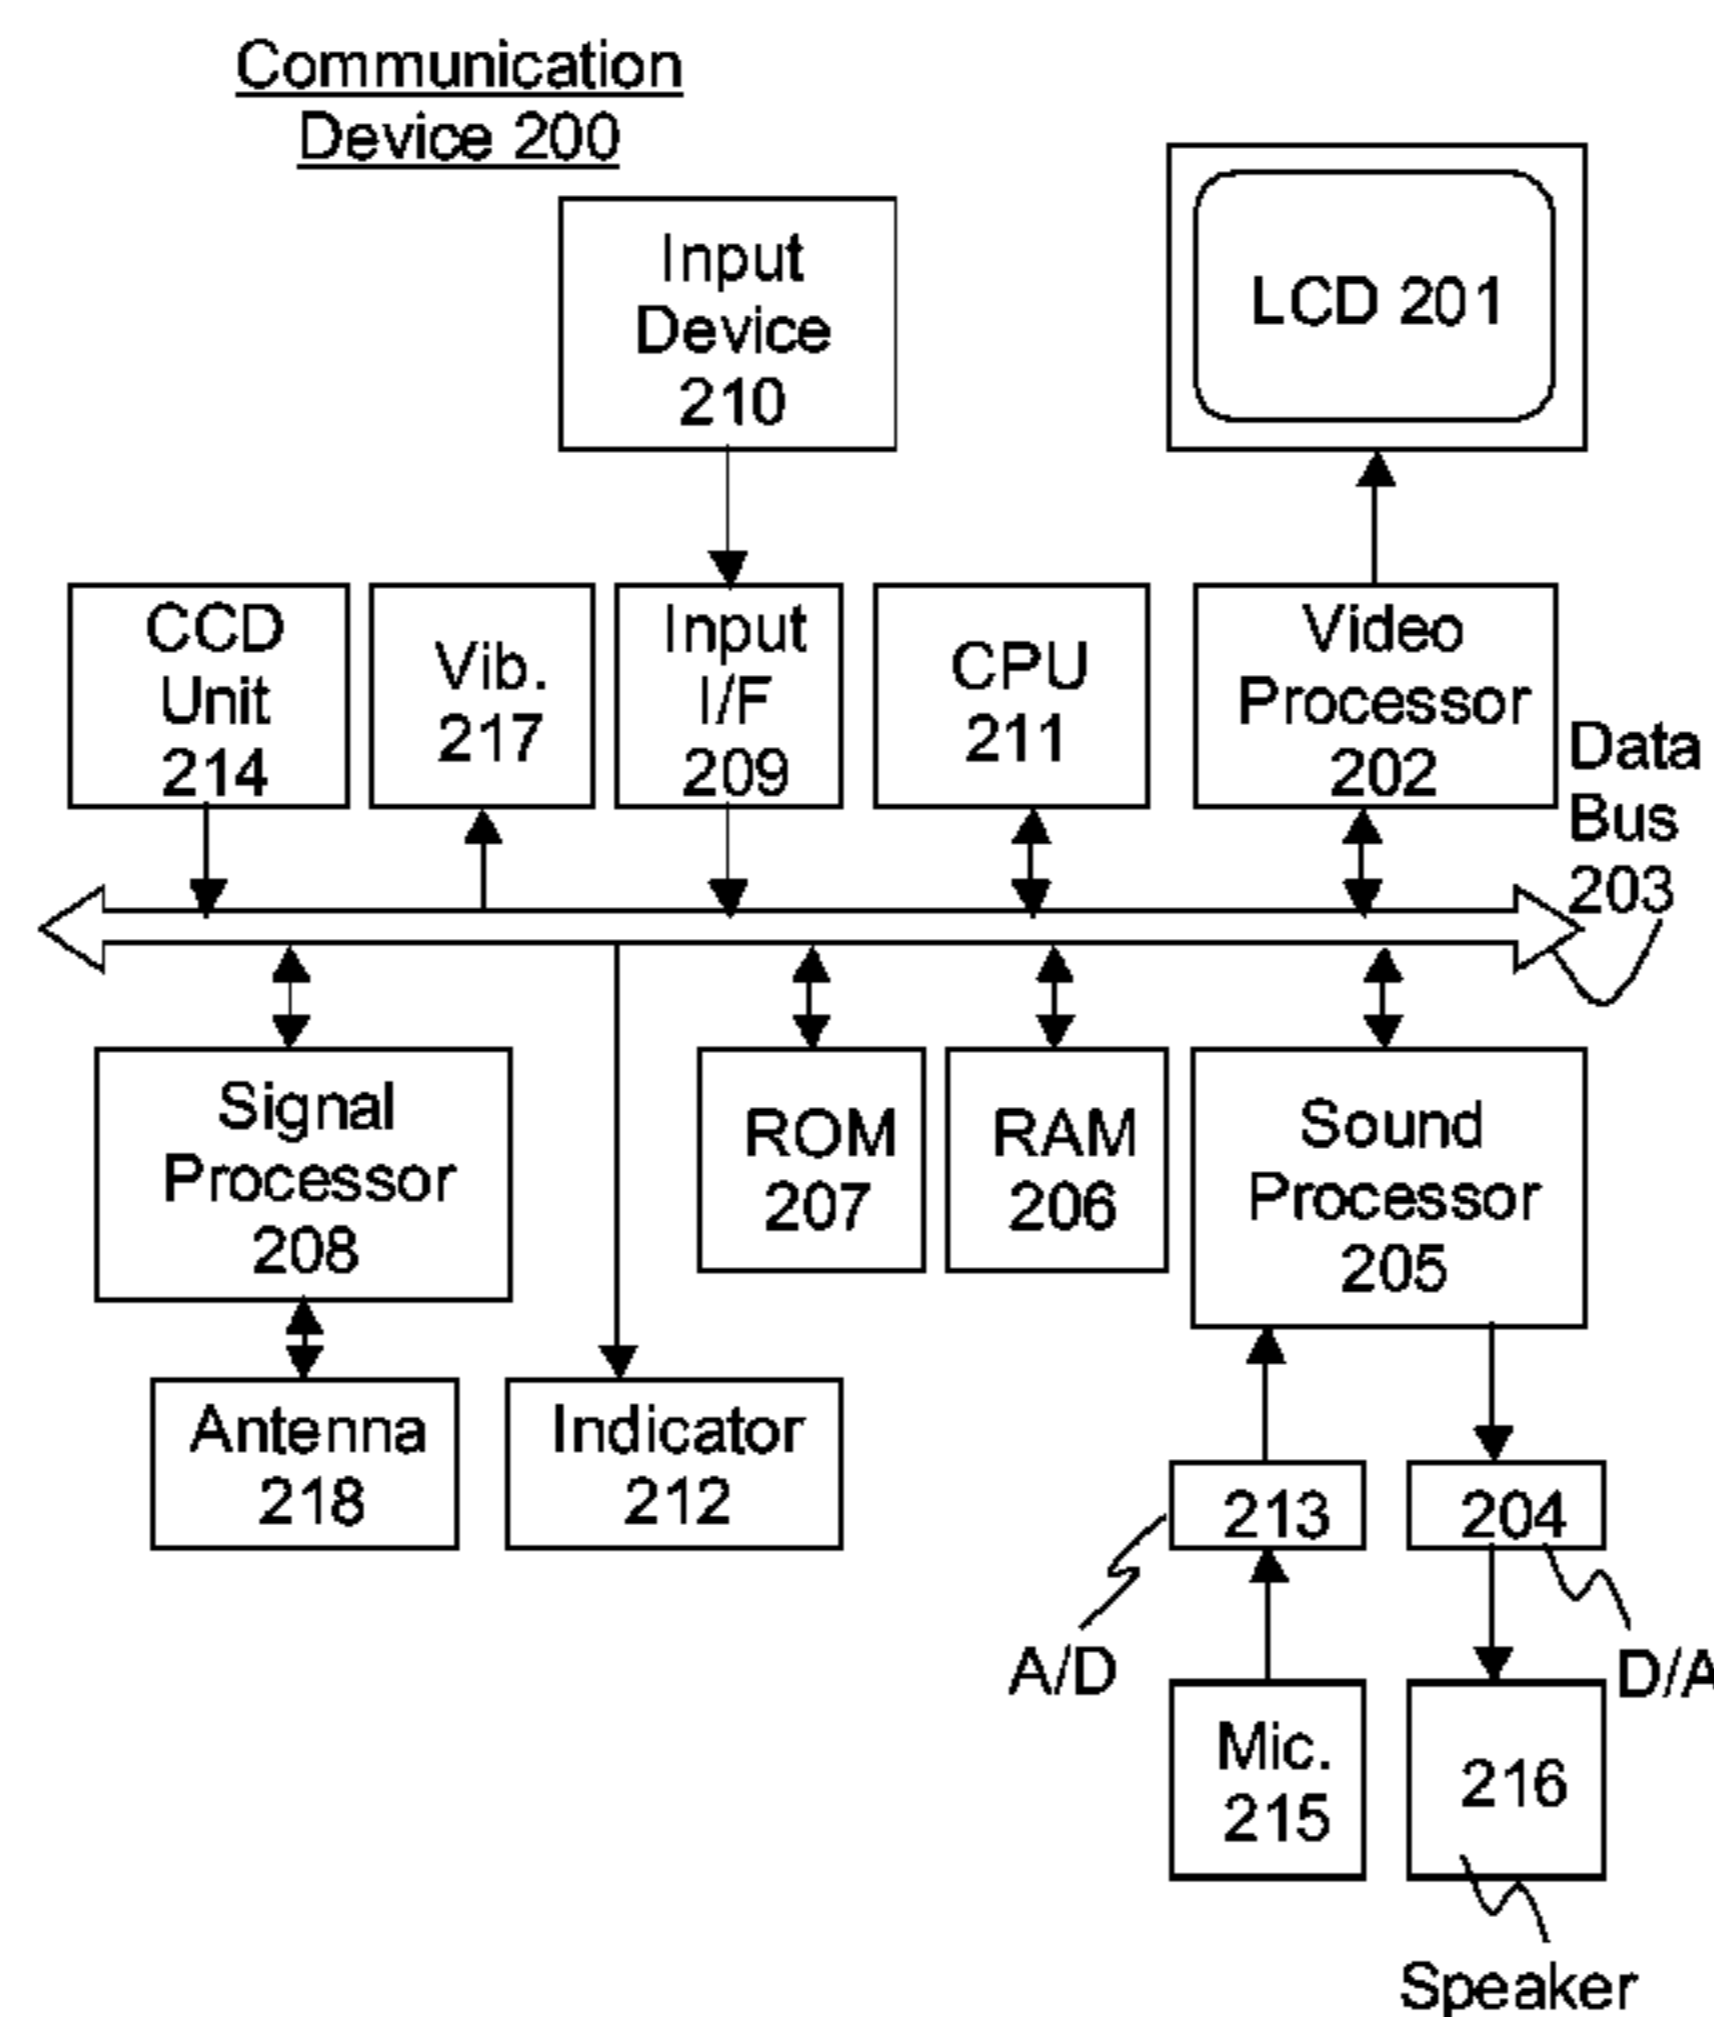 Communication
Device 200
Input
Device
210
LCD 201
CCD
Unit
214
Vib.
217
Input
I/F
209
CPU
211
Video
Processor
202
Data
Bus
203
Signal
Processor
208
ROM
207
RAM
206
Sound
Processor
205
Antenna
218
Indicator
212
213
204
A/D
D/A
Mic.
215
216
Speaker